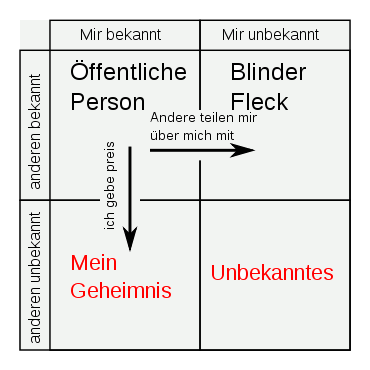 Mir bekannt
Mir unbekannt
anderen bekannt
Öffentliche
Person
Blinder
Fleck
Andere teilen mir
über mich mit
ich gebe preis
anderen unbekannt
Mein
Geheimnis
Unbekanntes